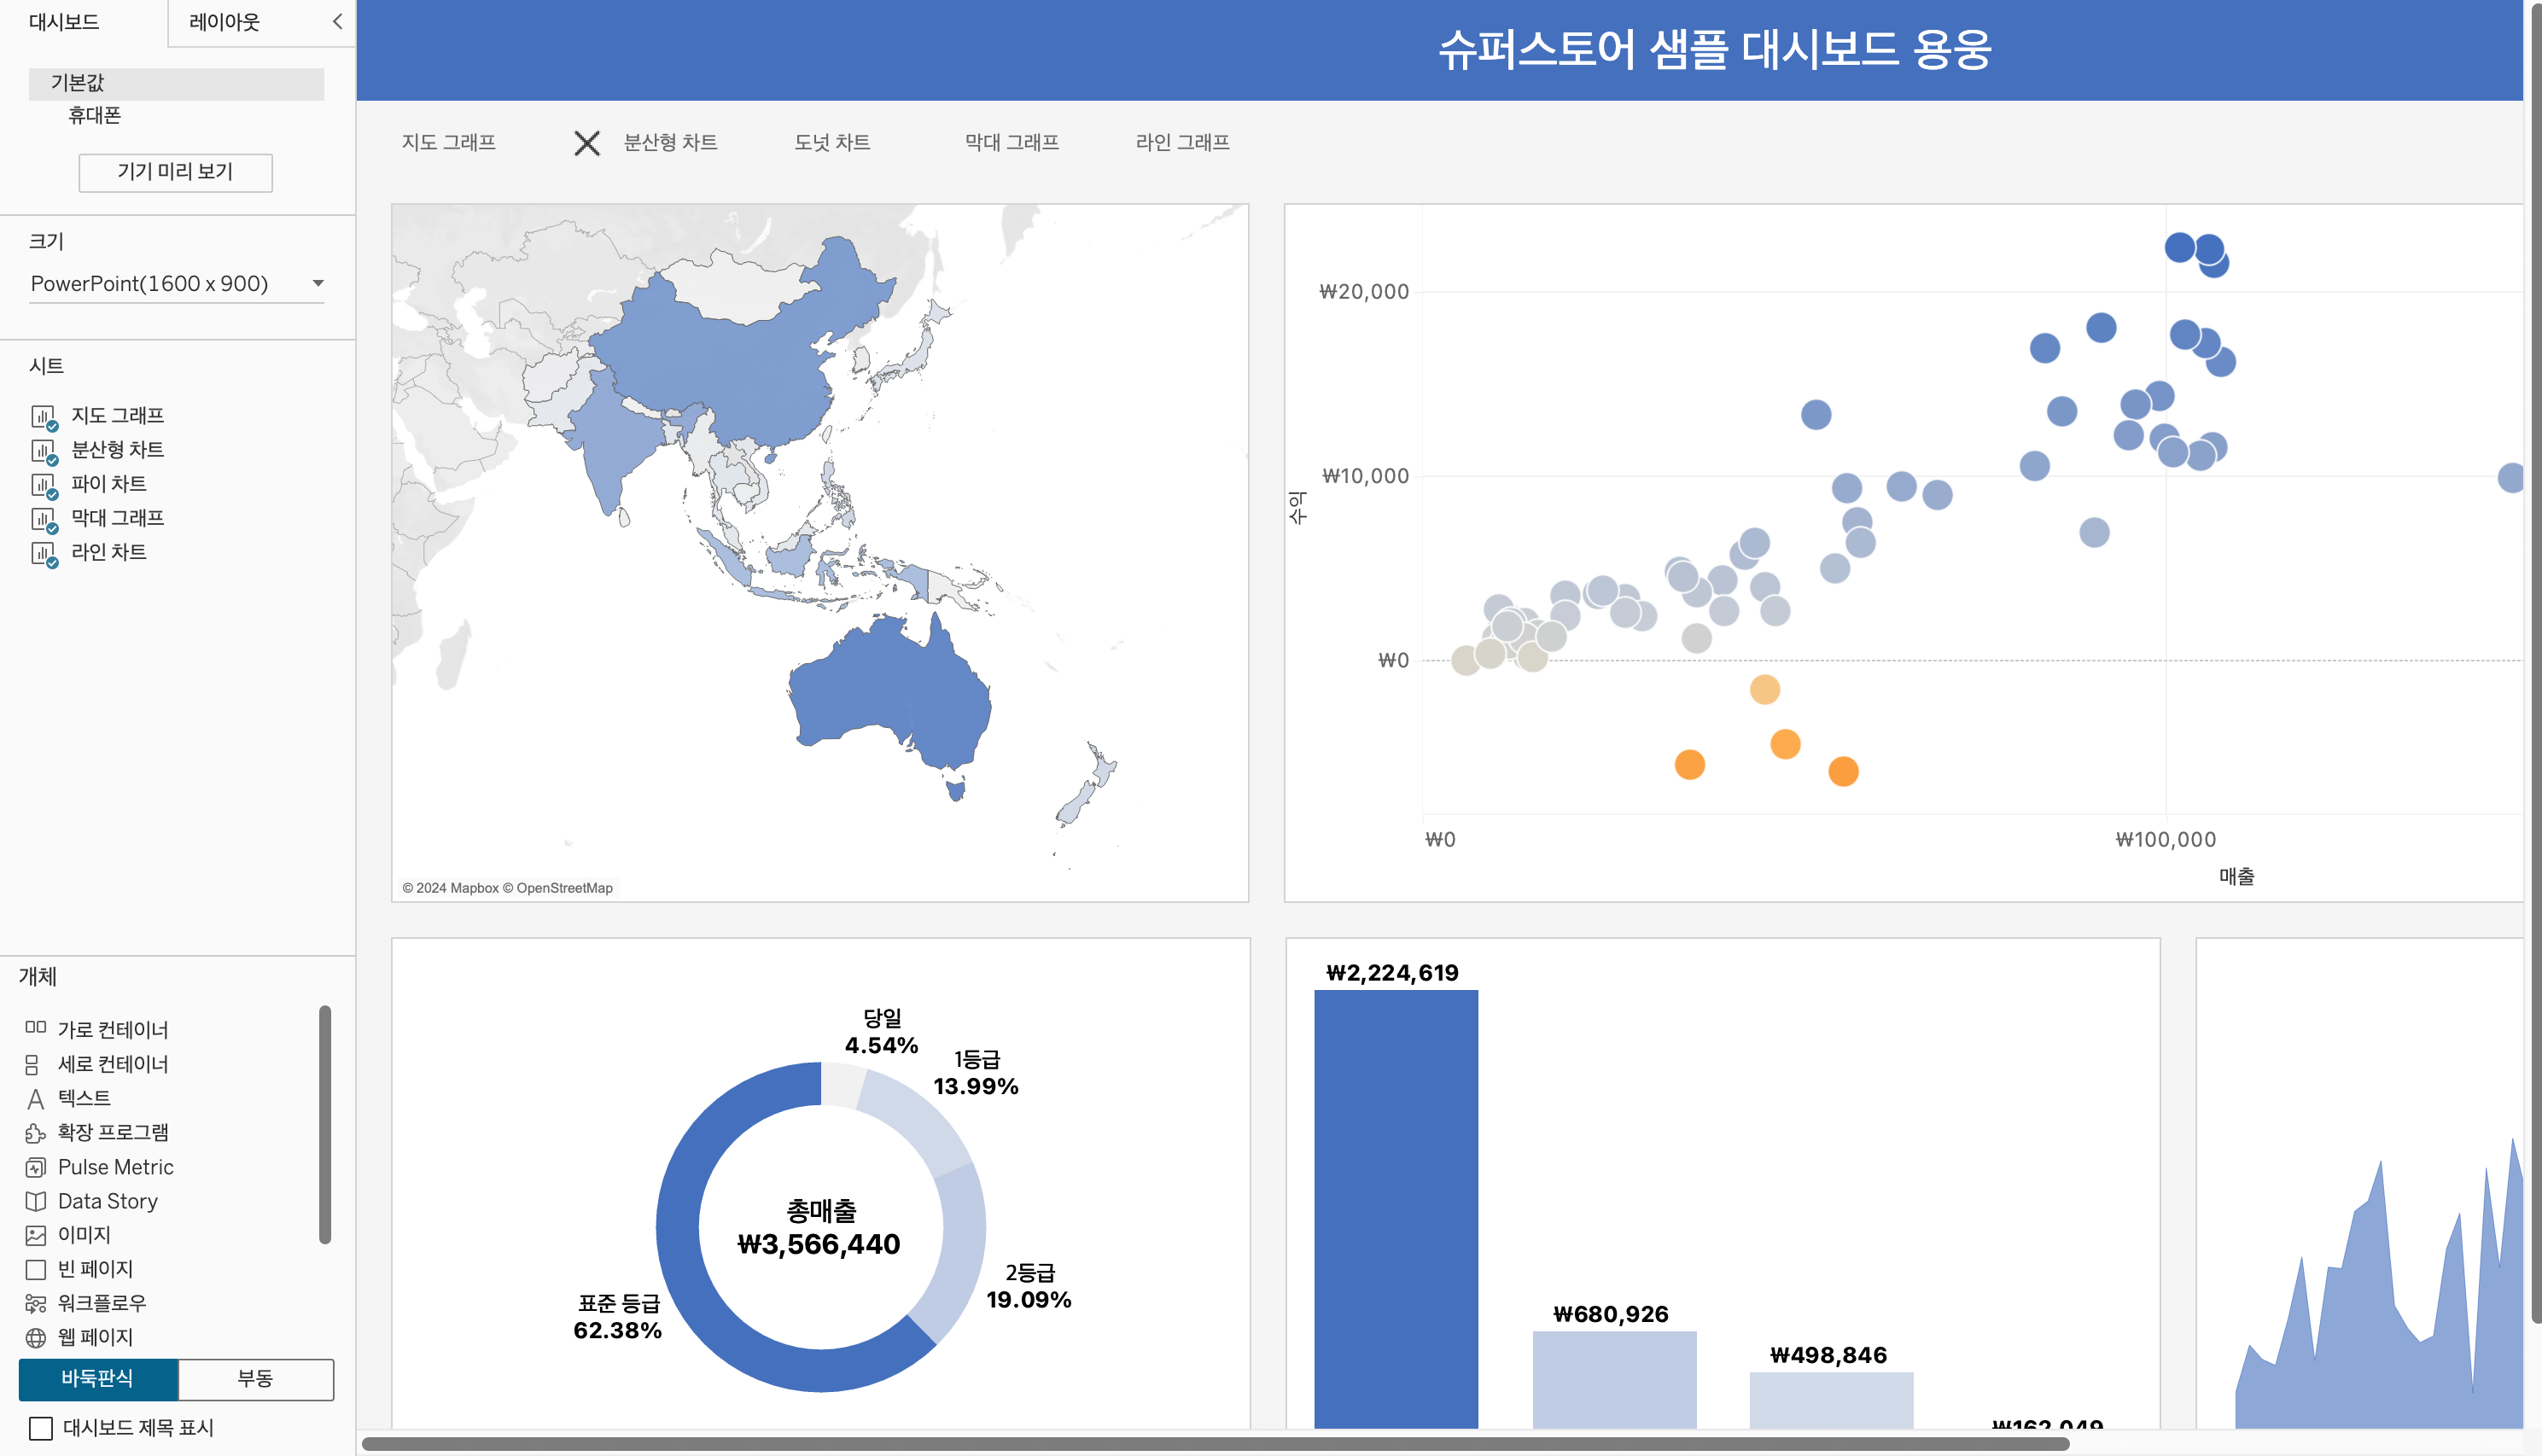 대시보드
레이아웃
기본값
휴대폰
기기 미리 보기
크기
PowerPoint(1600 x 900)
시트
지도 그래프
분산형 차트
파이 차트
막대 그래프
라인 차트
개체
가로 컨테이너
세로 컨테이너
텍스트
확장 프로그램
Pulse Metric
Data Story
이미지
빈 페이지
워크플로우
웹 페이지
바둑판식
부동
대시보드 제목 표시
슈퍼스토어 샘플 대시보드 용웅
지도 그래프
분산형 차트
도넛 차트
막대 그래프
라인 그래프
© 2024 Mapbox © OpenStreetMap
수익
₩20,000
₩10,000
₩0
₩0
₩100,000
매출
당일
4.54%
1등급
13.99%
총매출
₩3,566,440
2등급
19.09%
표준 등급
62.38%
₩2,224,619
₩680,926
₩498,846
₩162,049